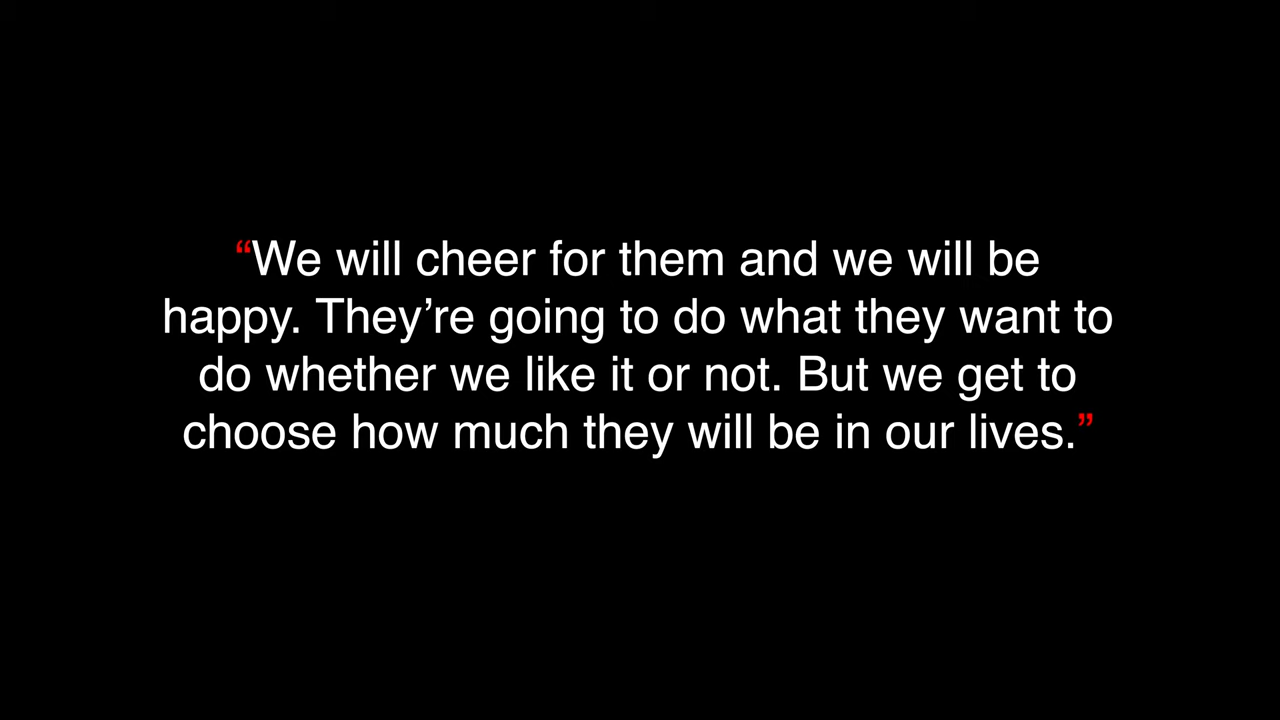 “We will cheer for them and we will be
happy. They’re going to do what they want to
do whether we like it or not. But we get to
choose how much they will be in our lives.”